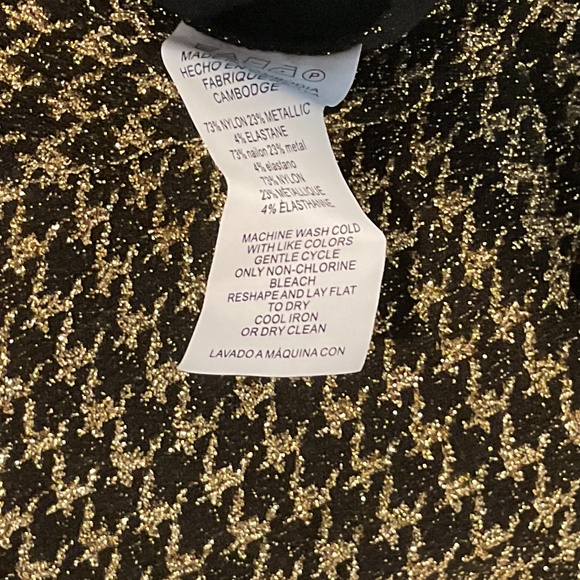 HECHO E
FABRIQUE
CAMBODGE
P
73% NYLON 23% METALLIC
4% ELASTANE
73% nailon 23% metal
4% elastano
73% NYLON
23% METALLIQUE
4% ÉLASTHANNE
MACHINE WASH COLD
WITH LIKE COLORS
GENTLE CYCLE
ONLY NON-CHLORINE
BLEACH
RESHAPE AND LAY FLAT
TO DRY
COOL IRON
OR DRY CLEAN
LAVADO A MÁQUINA CON